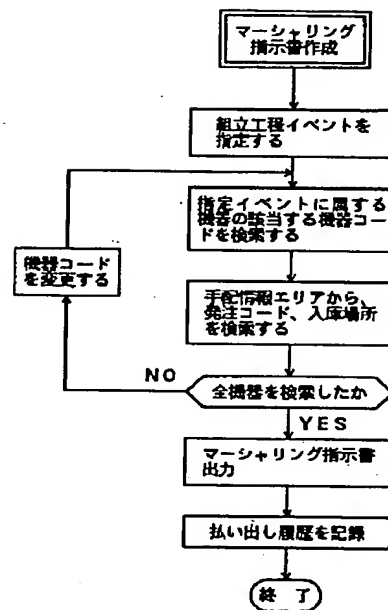 マーシャリング
指示書作成
組立工程イベントを
指定する
指定イベントに属する
機器の該当する機器コー
ドを検索する
機器コード
を変更する
手配情報エリアから、
発注コード、入庫場所
を検索する
NO
全機器を検索したか
YES
マーシャリング指示書
出力
払い出し履歴を記録
終 了